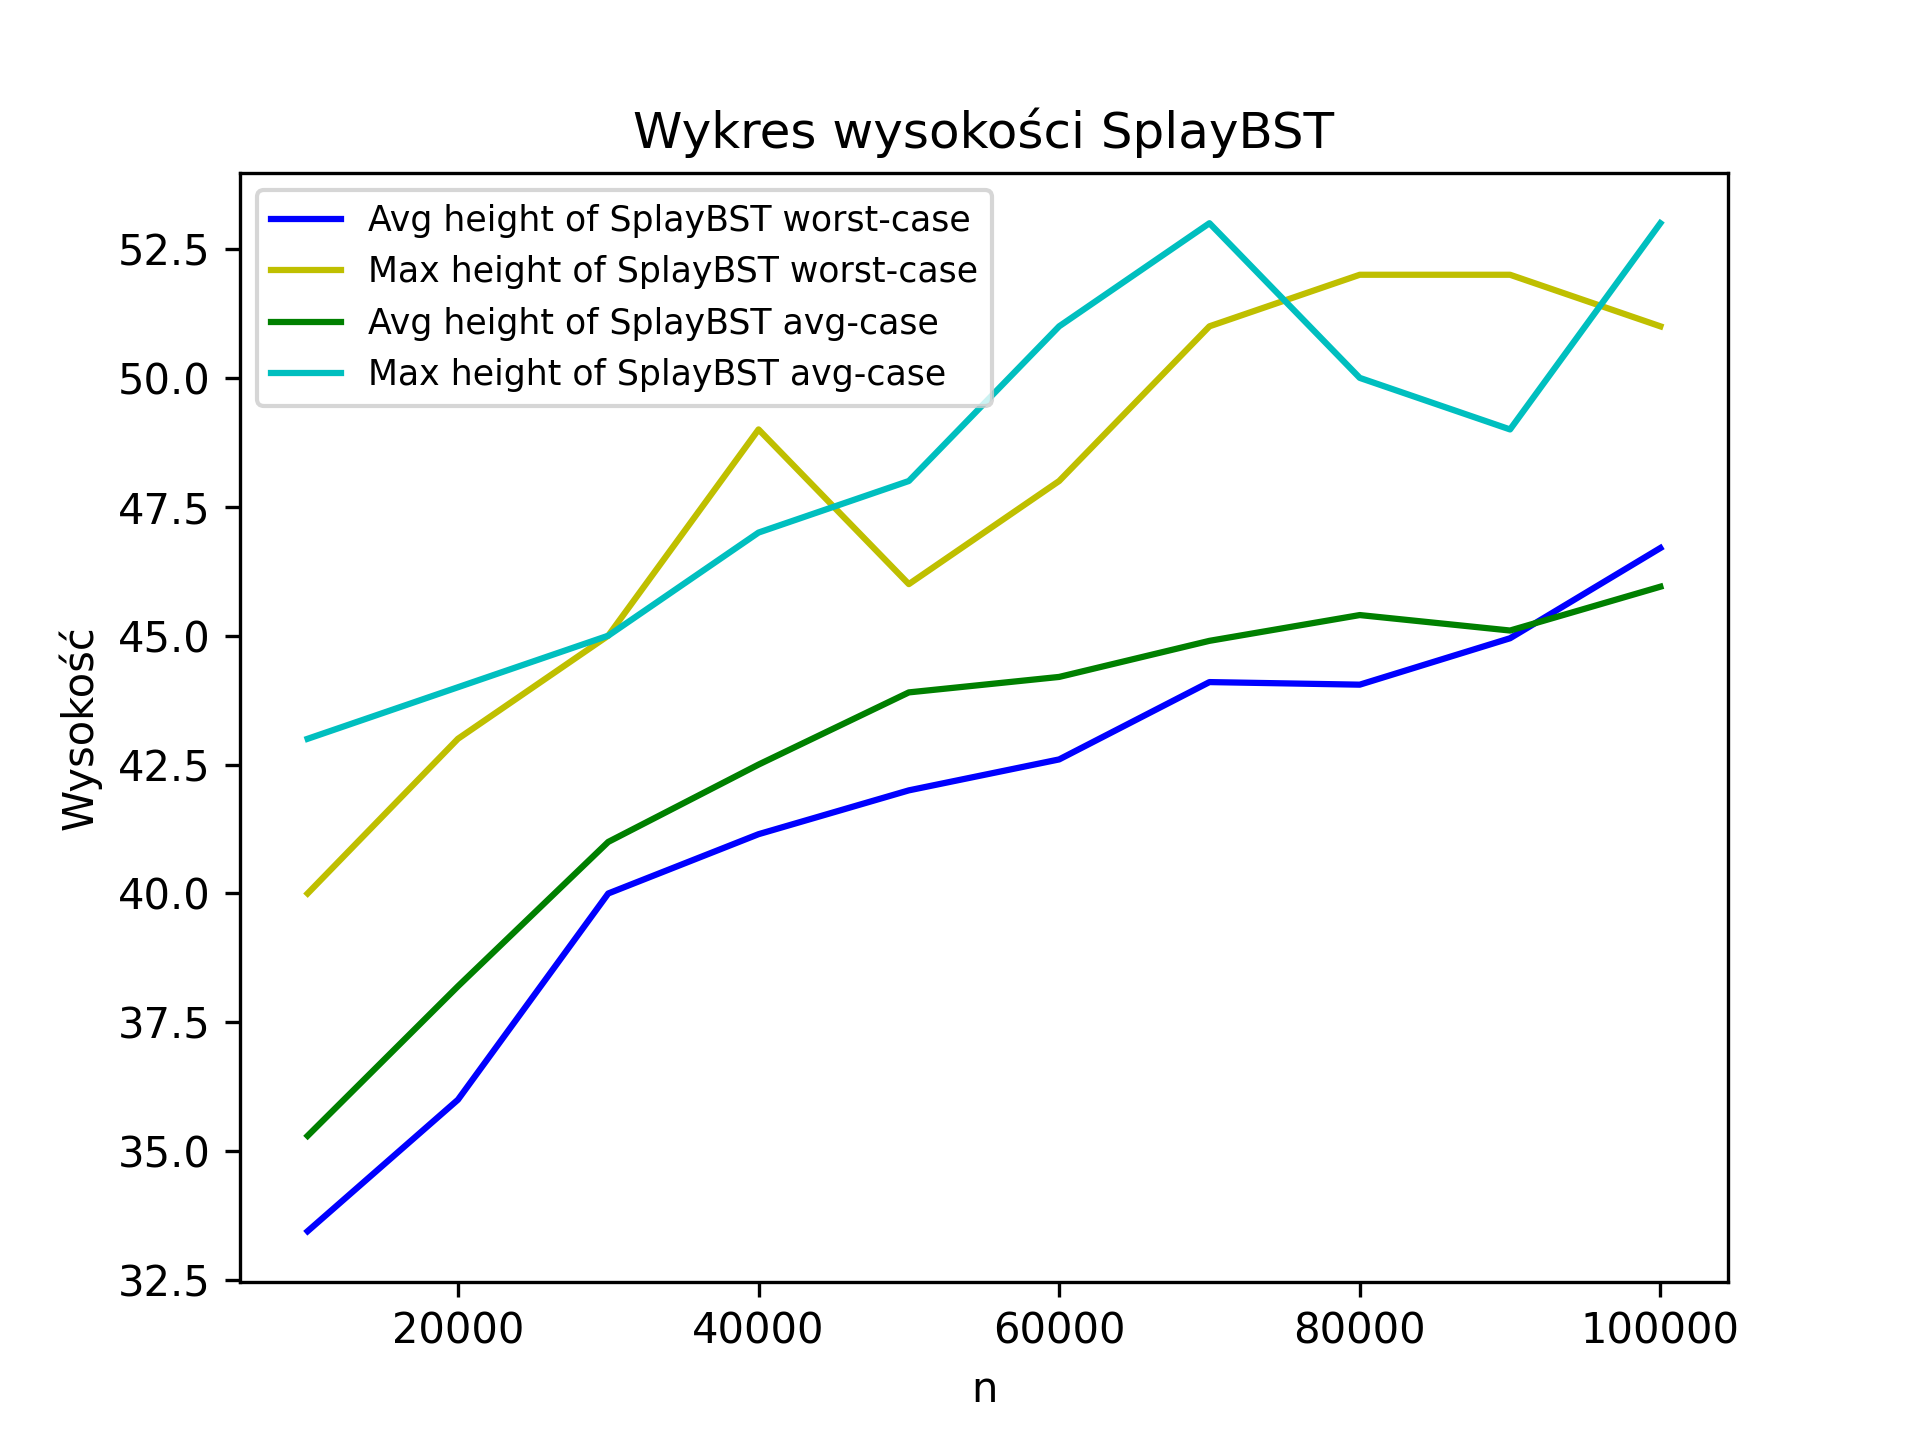 Wykres wysokości SplayBST
Avg height of SplayBST worst-case
Max height of SplayBST worst-case
Avg height of SplayBST avg-case
Max height of SplayBST avg-case
Wysokość
52.5
50.0
47.5
45.0
42.5
40.0
37.5
35.0
32.5
20000 40000 60000 80000 100000
n